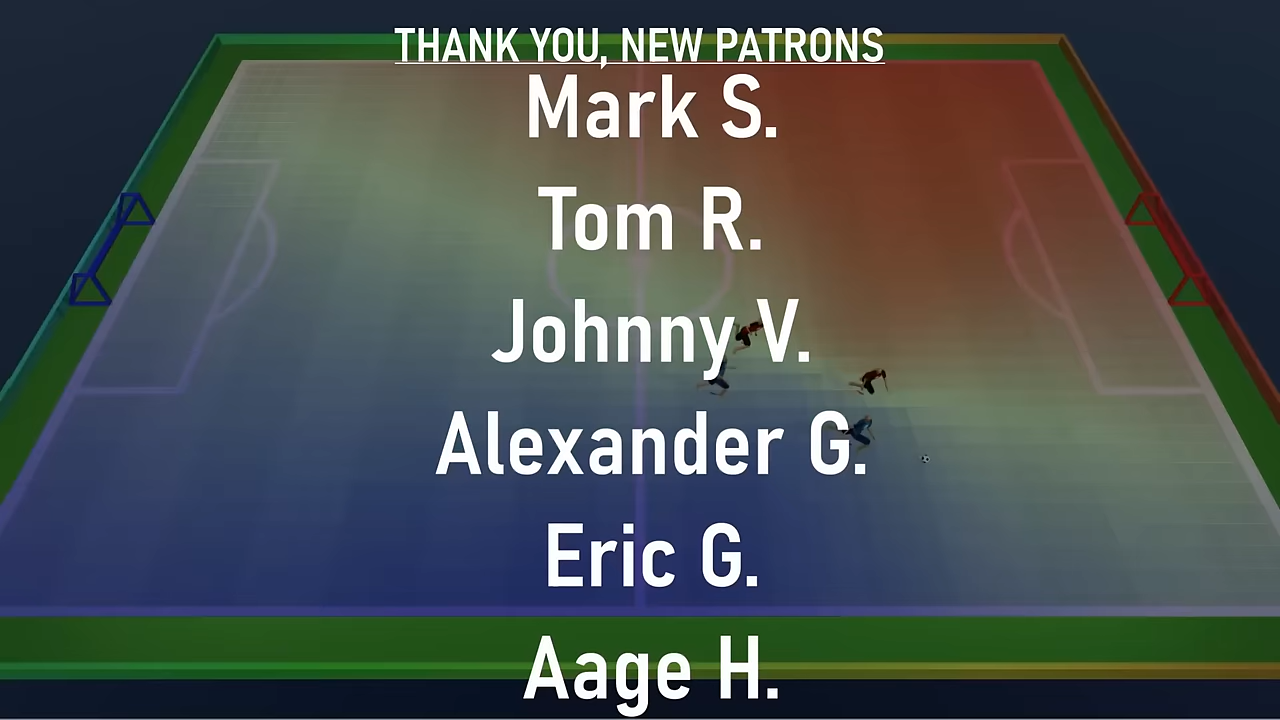 THANK YOU, NEW PATRONS
Mark S.
Tom R.
Johnny V.
Alexander G.
Eric G.
Aage H.